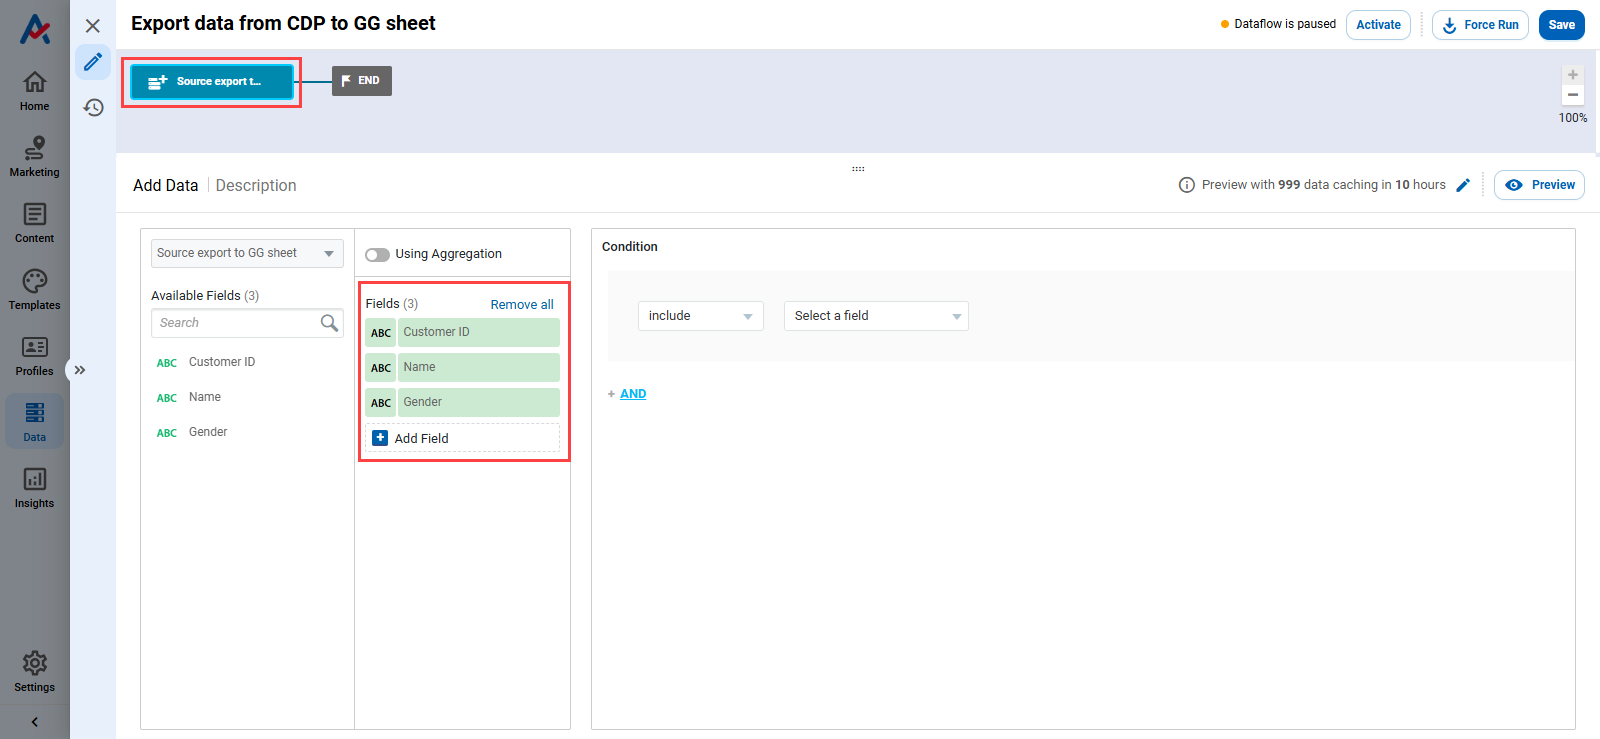 Export data from CDP to GG sheet
Dataflow is paused
Activate
Force Run
Save
Home
Marketing
Content
Templates
Profiles
Data
Insights
Settings
Source export t...
END
100%
Add Data
Description
Preview with 999 data caching in 10 hours
Preview
Source export to GG sheet
Available Fields (3)
Search
ABC Customer ID
ABC Name
ABC Gender
Using Aggregation
Fields (3)
Remove all
ABC Customer ID
ABC Name
ABC Gender
+ Add Field
Condition
include
Select a field
+ AND